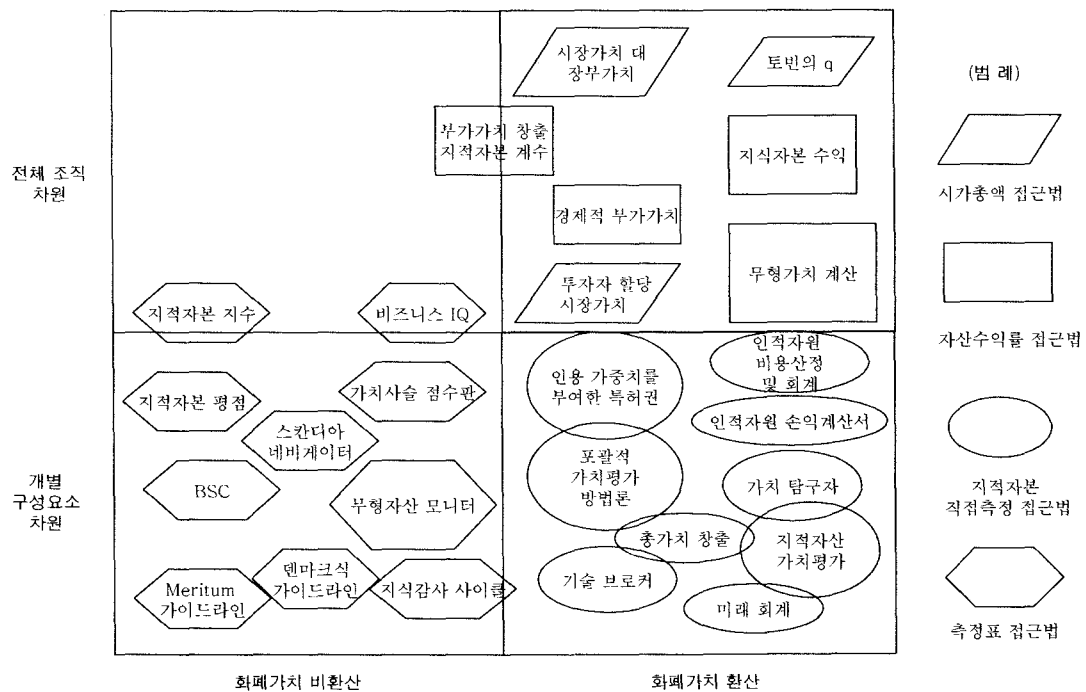 시장가치 대
장부가치
토빈의 q
(범 례)
부가가치 창출
지적자본 계수
지식자본 수익
전체 조직
차원
시가총액 접근법
경제적 부가가치
무형가치 계산
투자자 할당
시장가치
지적자본 지수
비즈니스 IQ
자산수익률 접근법
인적자원
비용산정
및 회계
인용 가중치를
부여한 특허권
가치사슬 점수판
지적자본 평점
인적자원 손익계산서
스칸디아
네비게이터
포괄적
가치평가
방법론
개별
구성요소
차원
BSC
무형자산 모니터
가치 탐구자
지적자본
직접측정 접근법
총가치 창출
지적자산
가치평가
덴마크식
가이드라인
기술 브로커
Meritum
가이드라인
지식감사 사이클
미래 회계
측정표 접근법
화폐가치 비환산
화폐가치 환산